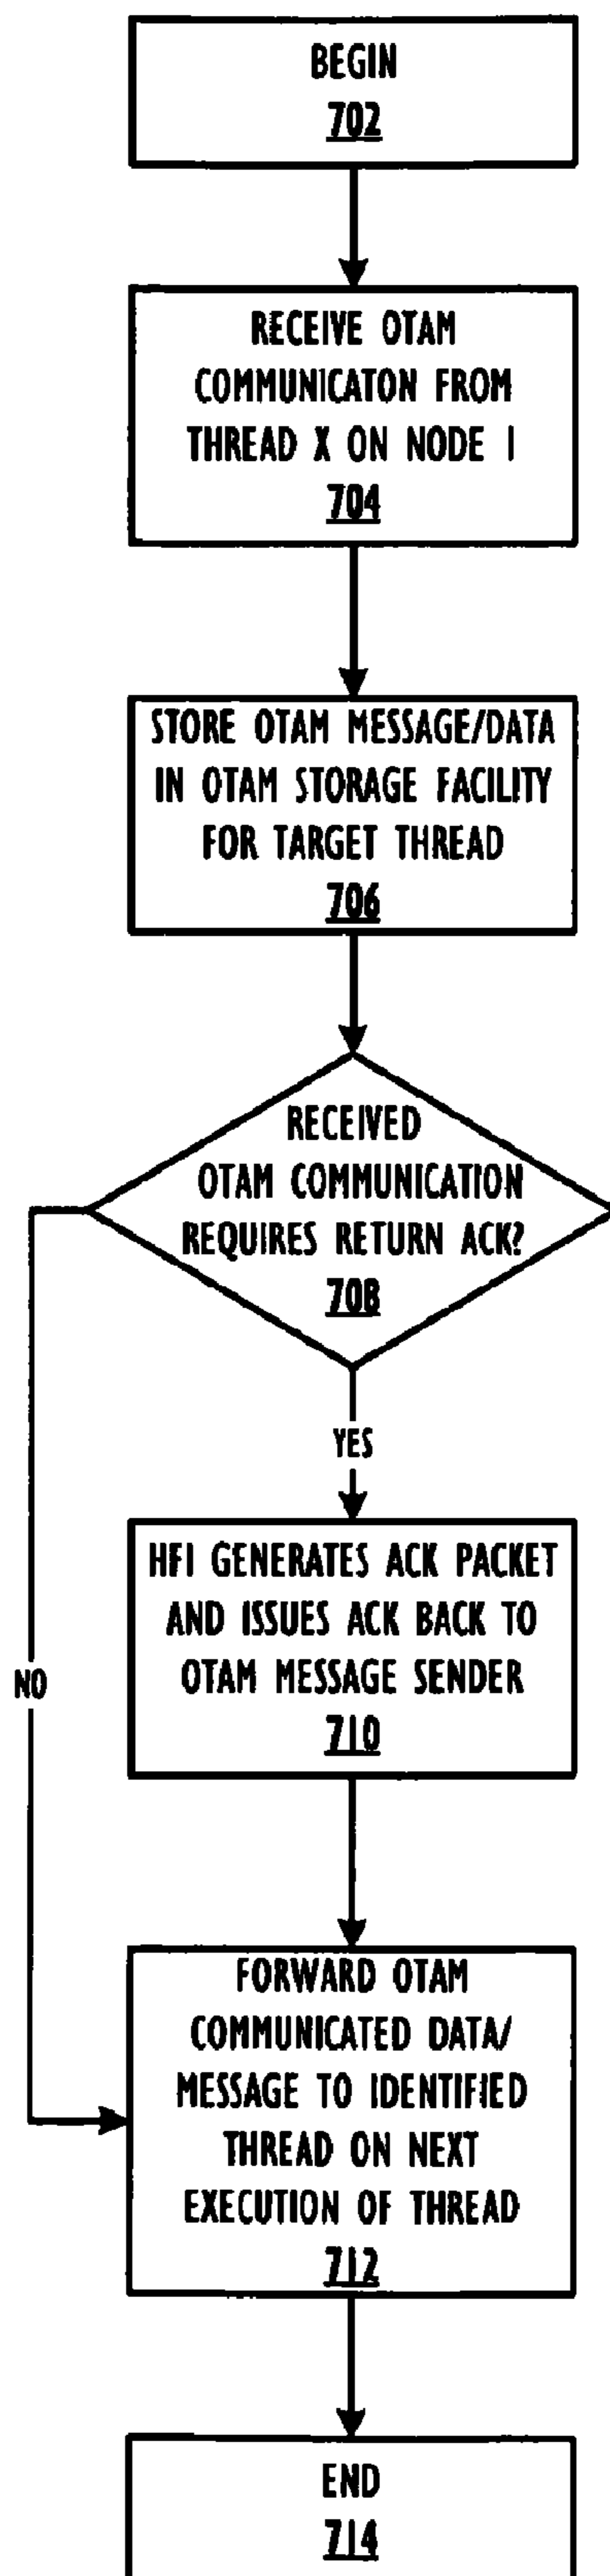 BEGIN
702
RECEIVE OTAM
COMMUNICATON FROM
THREAD X ON NODE 1
704
STORE OTAM MESSAGE/DATA
IN OTAM STORAGE FACILITY
FOR TARGET THREAD
706
RECEIVED
OTAM COMMUNICATION
REQUIRES RETURN ACK?
708
YES
HFI GENERATES ACK PACKET
AND ISSUES ACK BACK TO
OTAM MESSAGE SENDER
710
NO
FORWARD OTAM
COMMUNICATED DATA/
MESSAGE TO IDENTIFIED
THREAD ON NEXT
EXECUTION OF THREAD
712
END
714